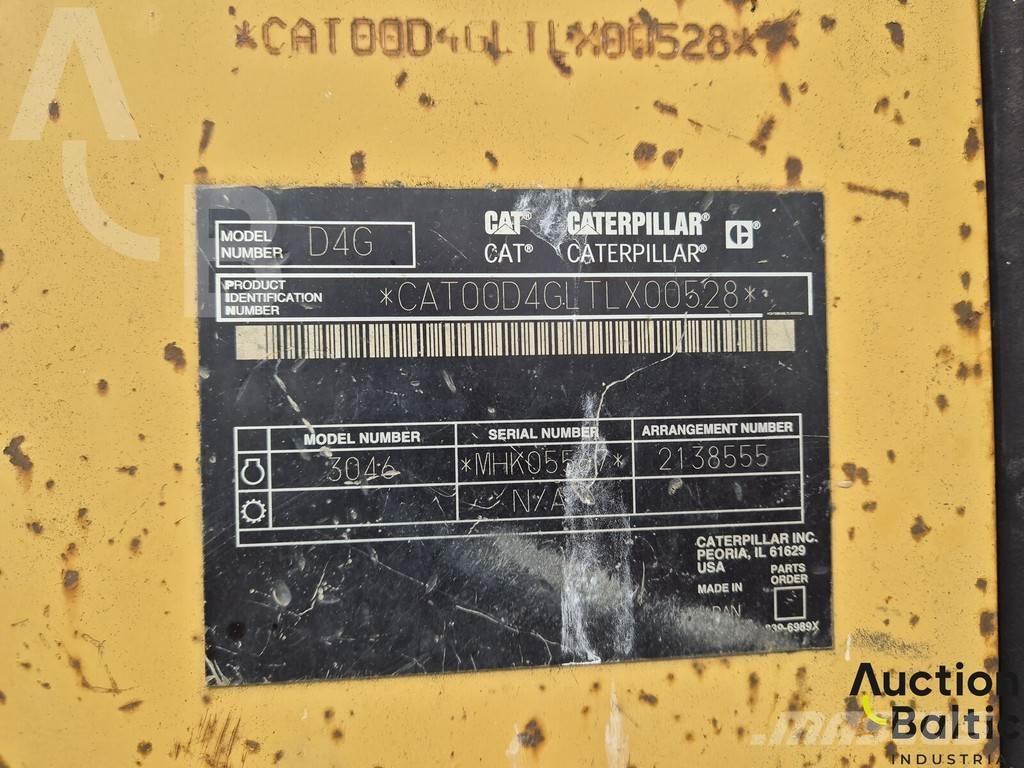 *CAT00D4GLTLX00528*
MODEL NUMBER D4G
CAT® CATERPILLAR®
CAT® CATERPILLAR®
PRODUCT IDENTIFICATION NUMBER *CAT00D4GLTLX00528*
MODEL NUMBER SERIAL NUMBER ARRANGEMENT NUMBER
3046 2138555
N/A
CATERPILLAR INC.
PEORIA, IL 61629
USA
PARTS ORDER
MADE IN
Auction
Baltic
INDUSTRIAL